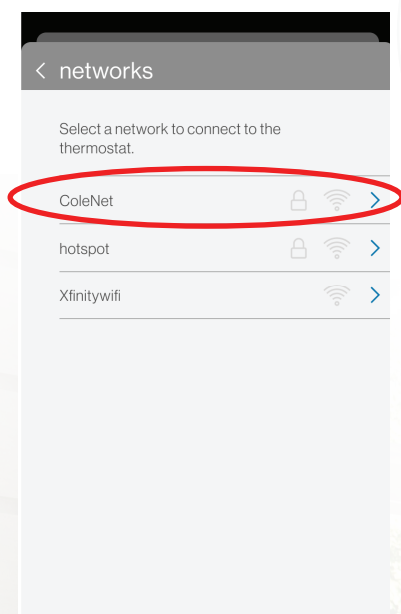 networks
Select a network to connect to the
thermostat.
ColeNet
hotspot
Xfinitywifi